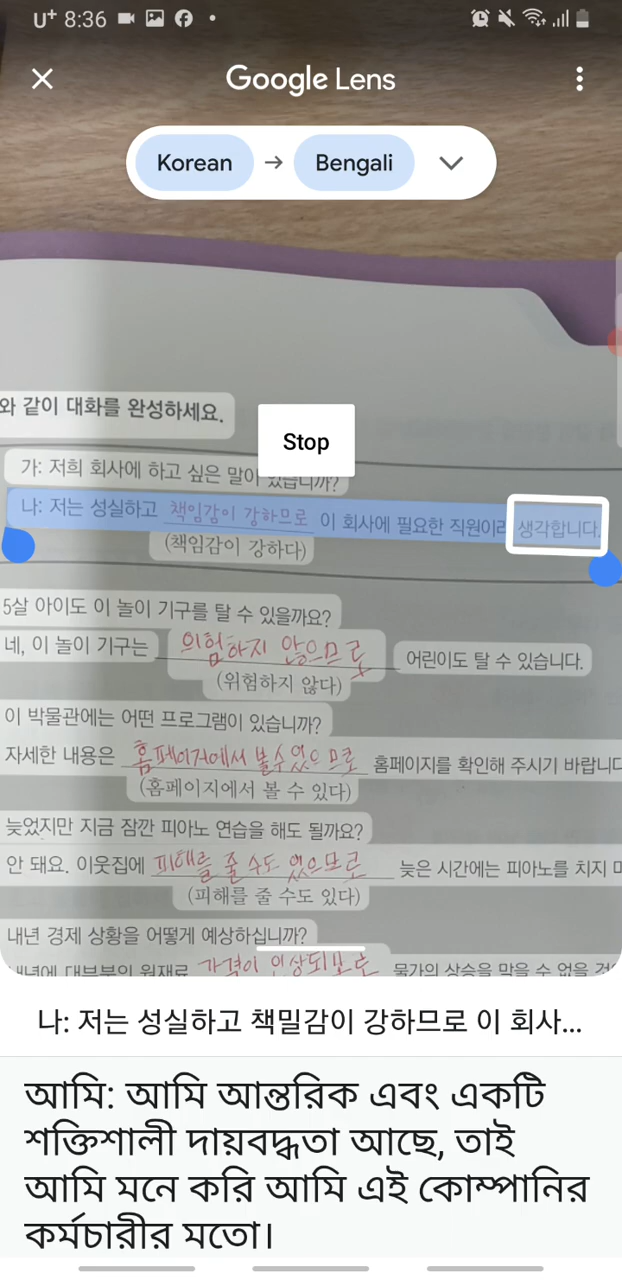 U+ 8:36
Google Lens
Korean → Bengali
와 같이 대화를 완성하세요.
Stop
가: 저희 회사에 하고 싶은 말이 있습니까?
나: 저는 성실하고 책임감이 강하므로 이 회사에 필요한 직원이라 생각합니다.
(책임감이 강하다)
5살 아이도 이 놀이 기구를 탈 수 있을까요?
네, 이 놀이 기구는 위험하지 않으므로 어린이도 탈 수 있습니다.
(위험하지 않다)
이 박물관에는 어떤 프로그램이 있습니까?
자세한 내용은 홈페이거에서 볼 수 있으므로 홈페이지를 확인해 주시기 바랍니다
(홈페이지에서 볼 수 있다)
늦었지만 지금 잠깐 피아노 연습을 해도 될까요?
안 돼요. 이웃집에 피해를 줄 수도 있으므로 늦은 시간에는 피아노를 치지 마
(피해를 줄 수도 있다)
내년 경제 상황을 어떻게 예상하십니까?
내년에 대부분의 원재료 가격이 인상되므로 물가의 상승을 막을 수 없을 것
나: 저는 성실하고 책밀감이 강하므로 이 회사...
আমি: আমি আন্তরিক এবং একটি
শক্তিশালী দায়বদ্ধতা আছে, তাই
আমি মনে করি আমি এই কোম্পানির
কর্মচারীর মতো।